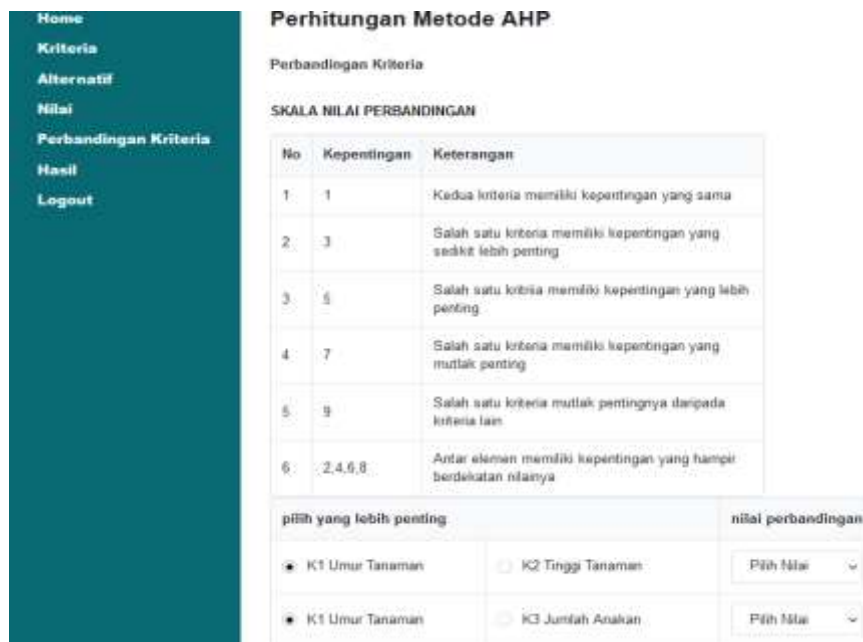 Home
Kriteria
Alternatif
Nilai
Perbandingan Kriteria
Hasil
Logout
Perhitungan Metode AHP
Perbandingan Kriteria
SKALA NILAI PERBANDINGAN
No Kepentingan Keterangan
1 1 Kedua kriteria memiliki kepentingan yang sama
2 3 Salah satu kriteria memiliki kepentingan yang
sedikit lebih penting
3 5 Salah satu kritriia memiliki kepentingan yang lebih
penting
4 7 Salah satu kriteria memiliki kepentingan yang
mutlak penting
5 9 Salah satu kriteria mutlak pentingnya daripada
kriteria lain
6 2,4,6,8 Antar elemen memiliki kepentingan yang hampir
berdekatan nilainya
pilih yang lebih penting nilai perbandingan
K1 Umur Tanaman K2 Tinggi Tanaman Pilih Nilai
K1 Umur Tanaman K3 Jumlah Anakan Pilih Nilai